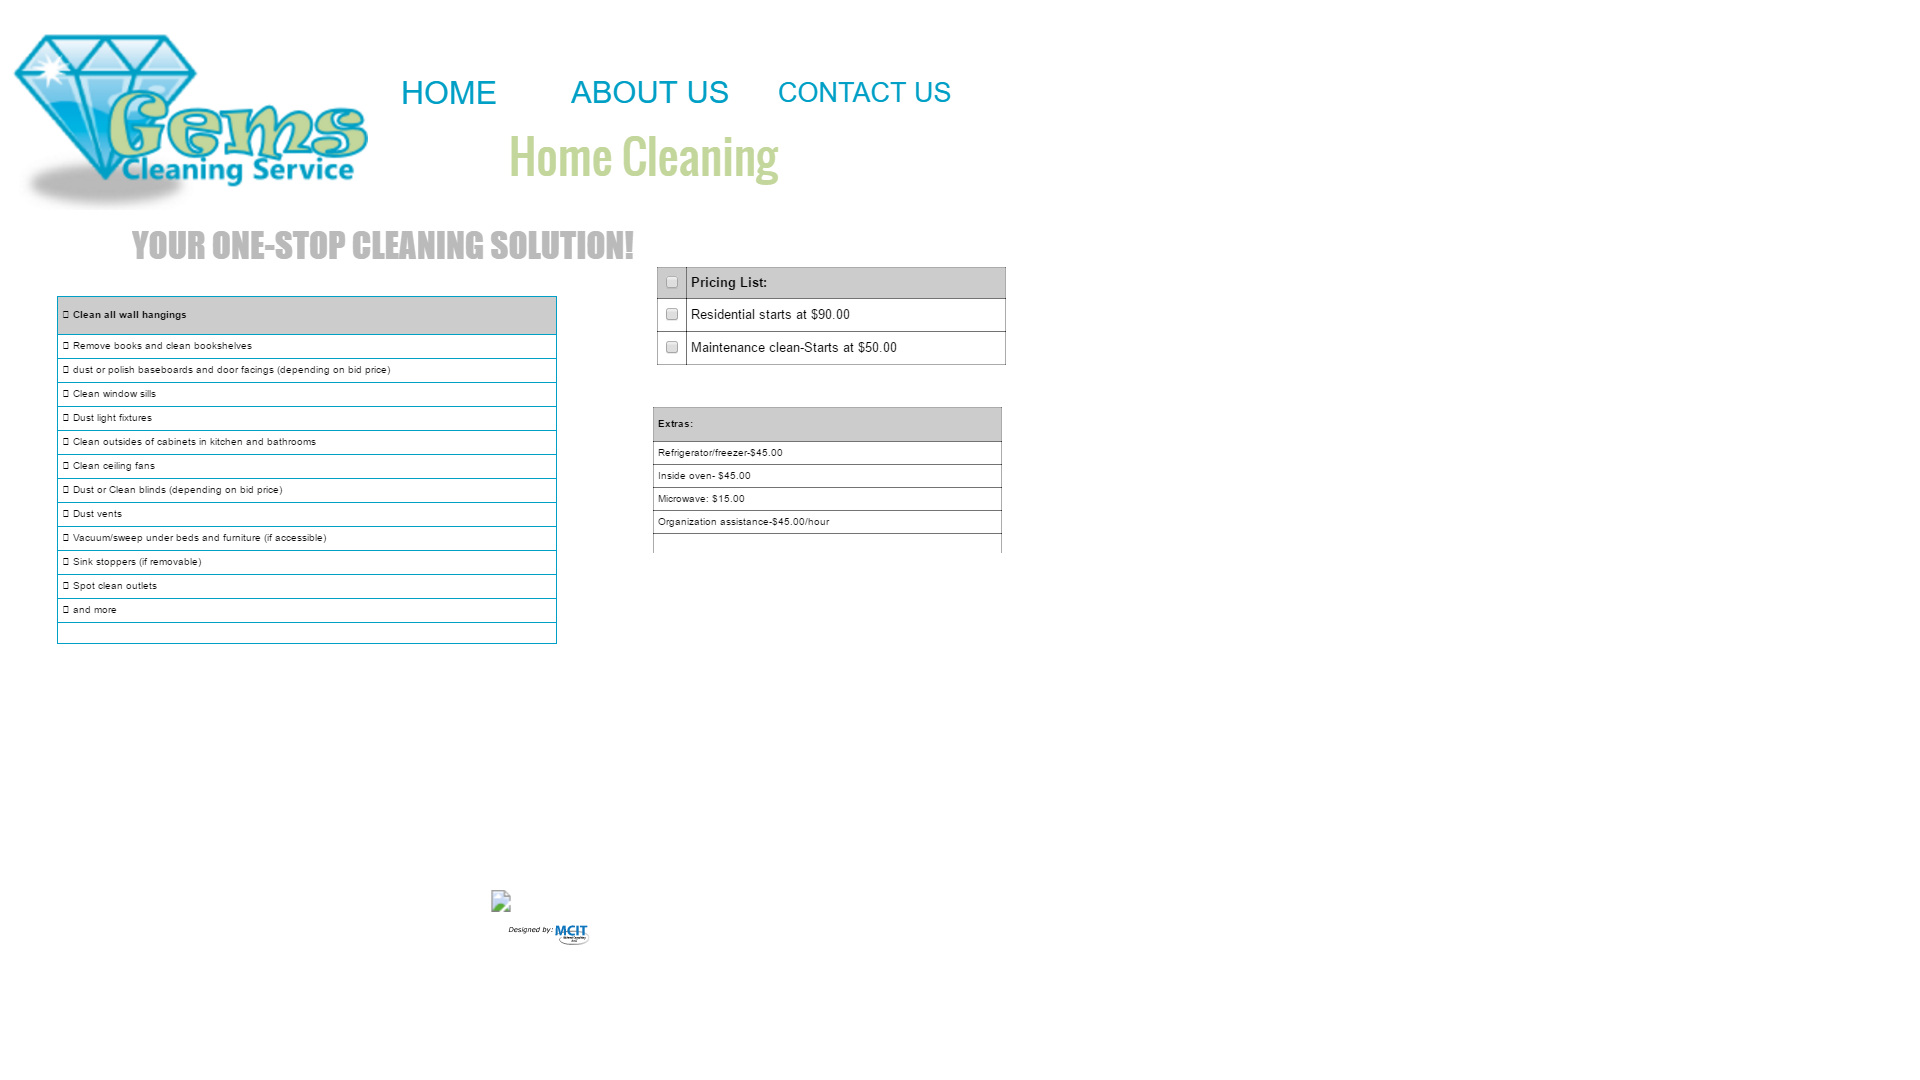 Gems
Cleaning Service
HOME
ABOUT US
CONTACT US
Home Cleaning
YOUR ONE-STOP CLEANING SOLUTION!
Clean all wall hangings
Remove books and clean bookshelves
dust or polish baseboards and door facings (depending on bid price)
Clean window sills
Dust light fixtures
Clean outsides of cabinets in kitchen and bathrooms
Clean ceiling fans
Dust or Clean blinds (depending on bid price)
Dust vents
Vacuum/sweep under beds and furniture (if accessible)
Sink stoppers (if removable)
Spot clean outlets
and more
Pricing List:
Residential starts at $90.00
Maintenance clean-Starts at $50.00
Extras:
Refrigerator/freezer-$45.00
Inside oven- $45.00
Microwave: $15.00
Organization assistance-$45.00/hour
Designed by: MCIT